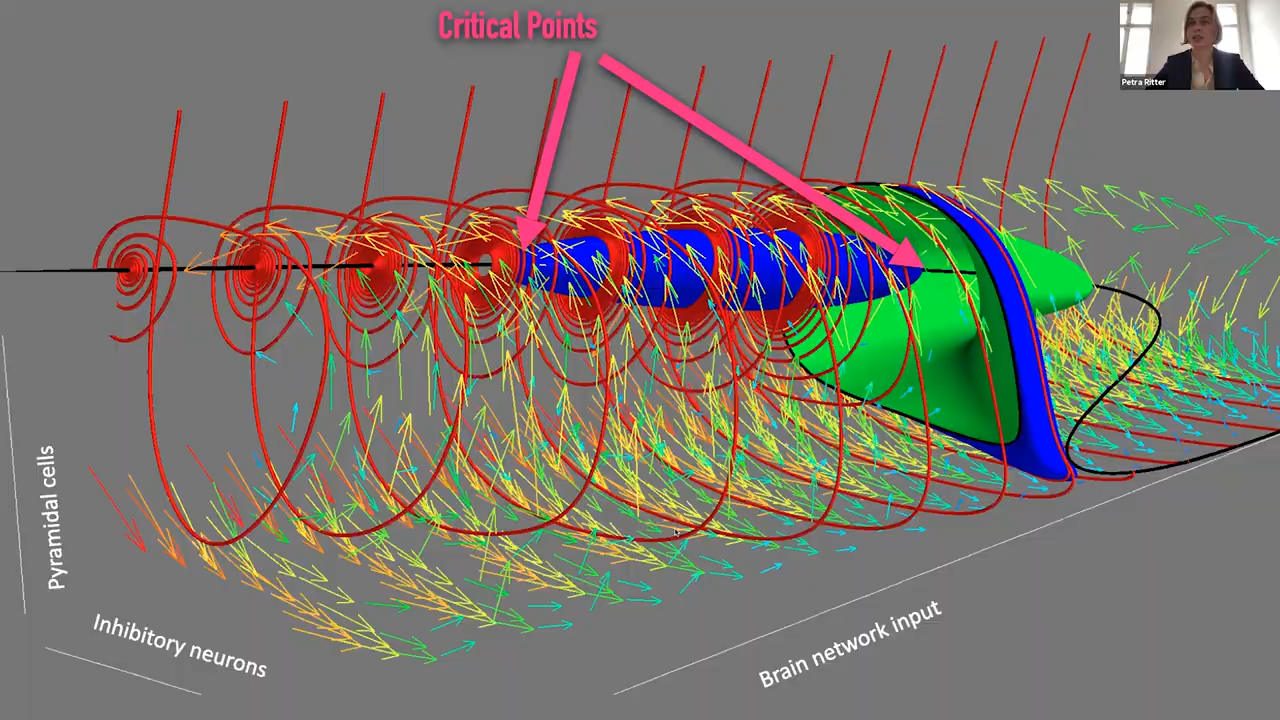 Critical Points
Petra Ritter
Pyramidal cells
Inhibitory neurons
Brain network input